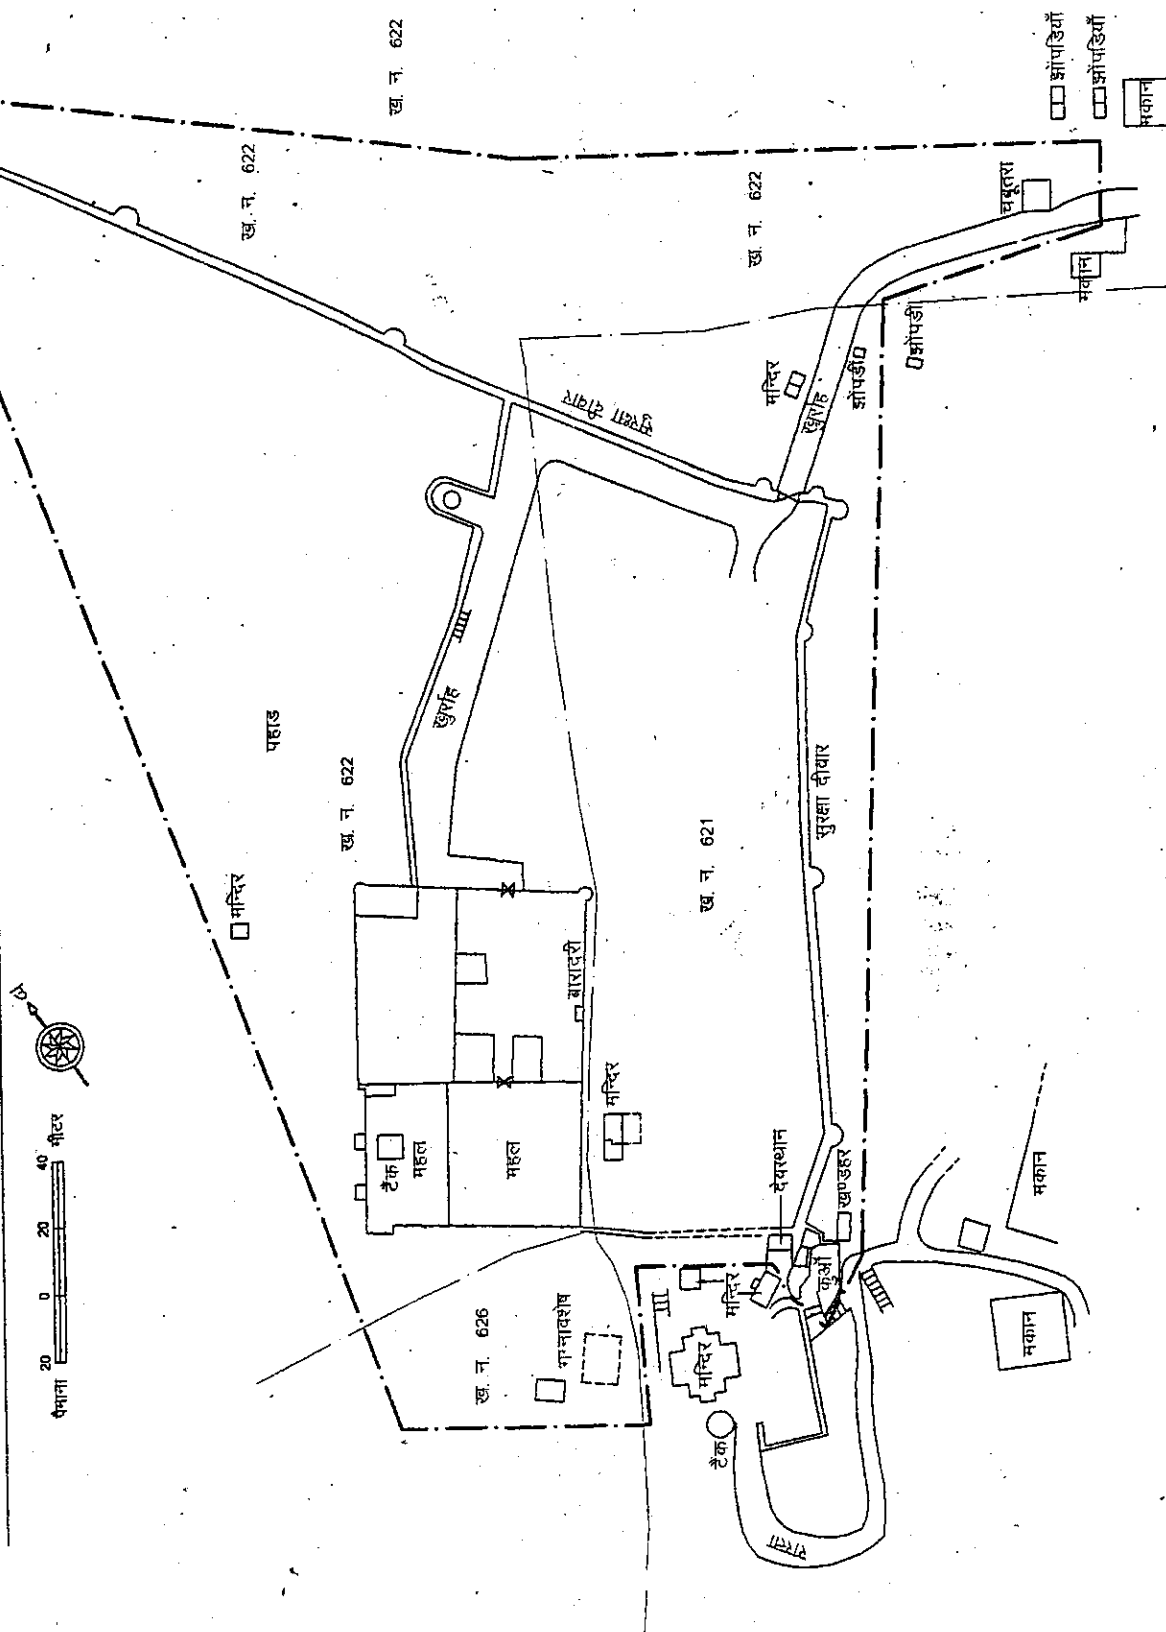 ख. न. 622
ख. न. 622
ख. न. 622
झोंपडियाँ
झोंपडियाँ
मकान
चबूतरा
मकान
झोंपडी
झोंपडी
मन्दिर
खुर्राह
सुरक्षा दीवार
खुर्राह
पहाड
ख. न. 622
मन्दिर
ख. न. 621
सुरक्षा दीवार
बारादरी
मन्दिर
टैंक
महल
महल
देवस्थान
खण्डहर
कुआँ
मन्दिर
मन्दिर
ख. न. 626
भग्नावशेष
टैंक
रास्ता
मकान
मकान
उ
पैमाना 20 0 20 40 मीटर